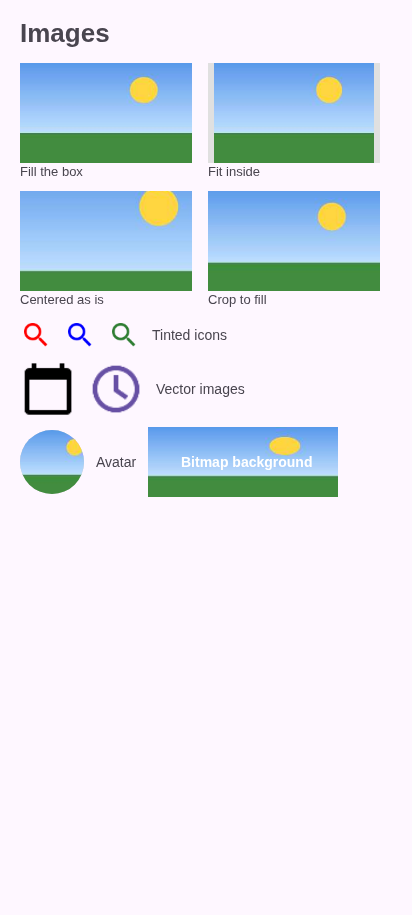 Images
Fill the box
Fit inside
Centered as is
Crop to fill
Tinted icons
Vector images
Avatar
Bitmap background